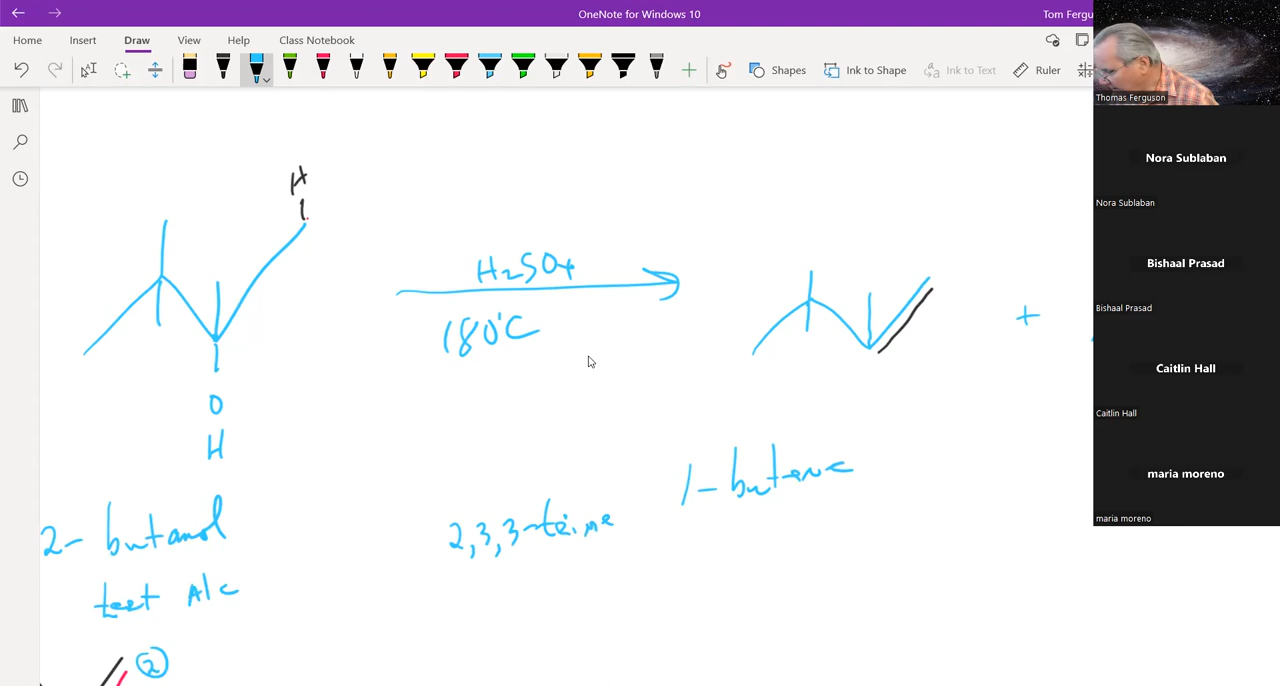 OneNote for Windows 10
Tom Fergu
Home Insert Draw View Help Class Notebook
Shapes Ink to Shape Ink to Text Ruler
Thomas Ferguson
Nora Sublaban
Nora Sublaban
Bishaal Prasad
Bishaal Prasad
Caitlin Hall
Caitlin Hall
maria moreno
maria moreno
H
H2SO4
180°C
+
O
H
1-butene
2-butanol
2,3,3-trime
tert Alc
2